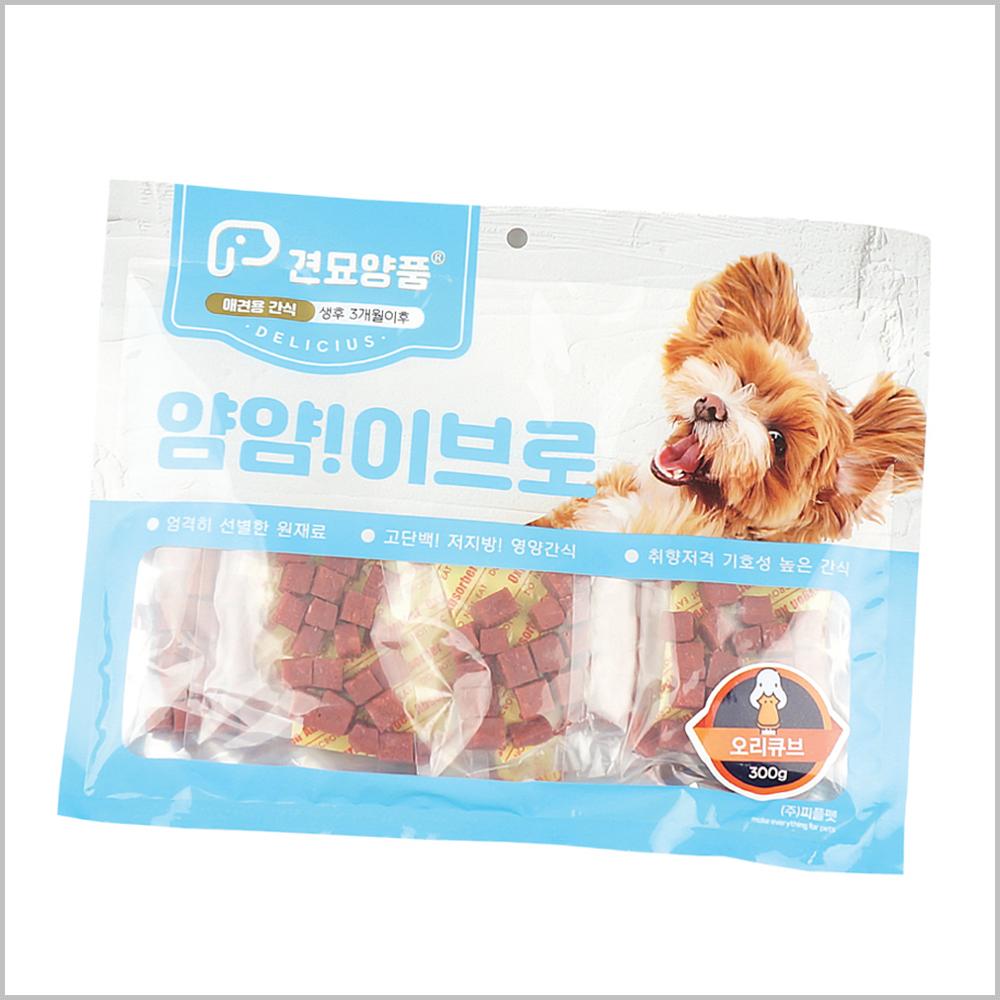 견묘양품®
애견용 간식 생후 3개월이후
·DELICIUS·
얌얌!이브로
● 엄격히 선별한 원재료 ● 고단백! 저지방! 영양간식 ● 취향저격 기호성 높은 간식
오리큐브
300g
(주)피플펫
make everything for pets